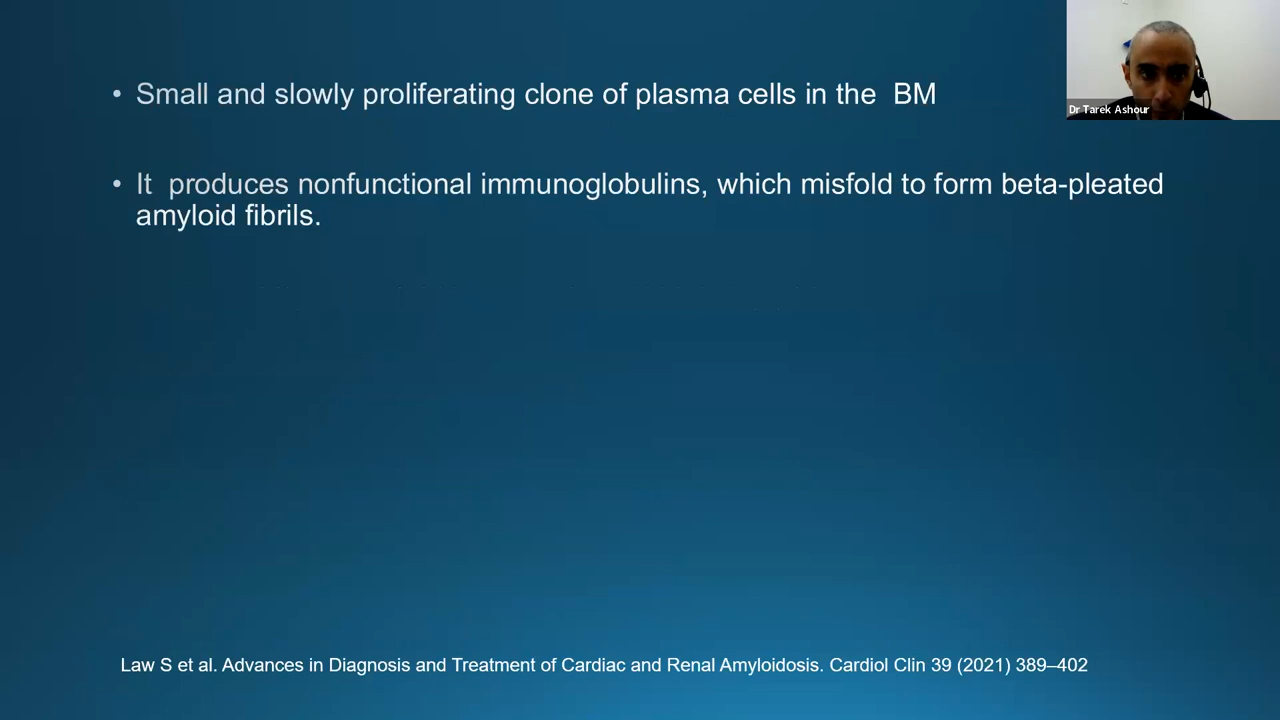 • Small and slowly proliferating clone of plasma cells in the  BM
• It  produces nonfunctional immunoglobulins, which misfold to form beta-pleated
amyloid fibrils.
Dr Tarek Ashour
Law S et al. Advances in Diagnosis and Treatment of Cardiac and Renal Amyloidosis. Cardiol Clin 39 (2021) 389–402